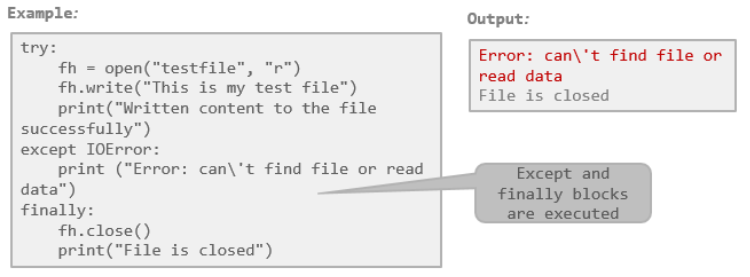 Example:
try:
    fh = open("testfile", "r")
    fh.write("This is my test file")
    print("Written content to the file
successfully")
except IOError:
    print ("Error: can\'t find file or read
data")
finally:
    fh.close()
    print("File is closed")
Output:
Error: can\'t find file or
read data
File is closed
Except and
finally blocks
are executed